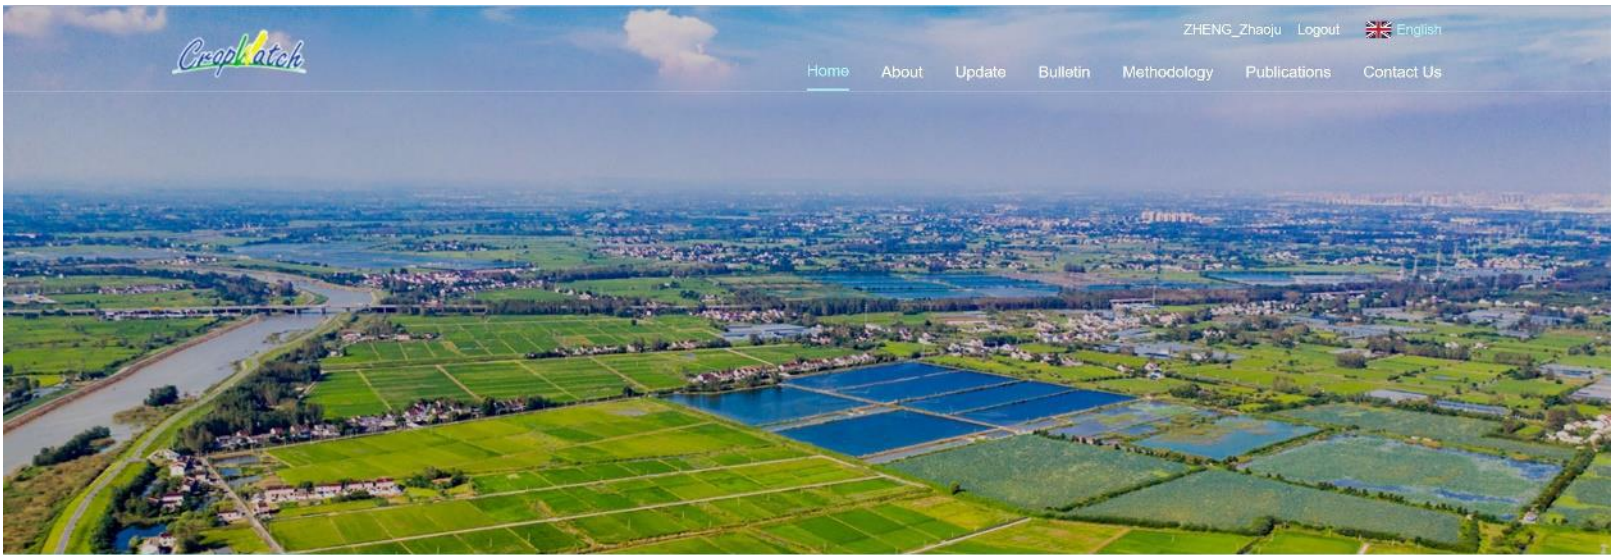 CropWatch
ZHENG_Zhaoju Logout English
Home About Update Bulletin Methodology Publications Contact Us